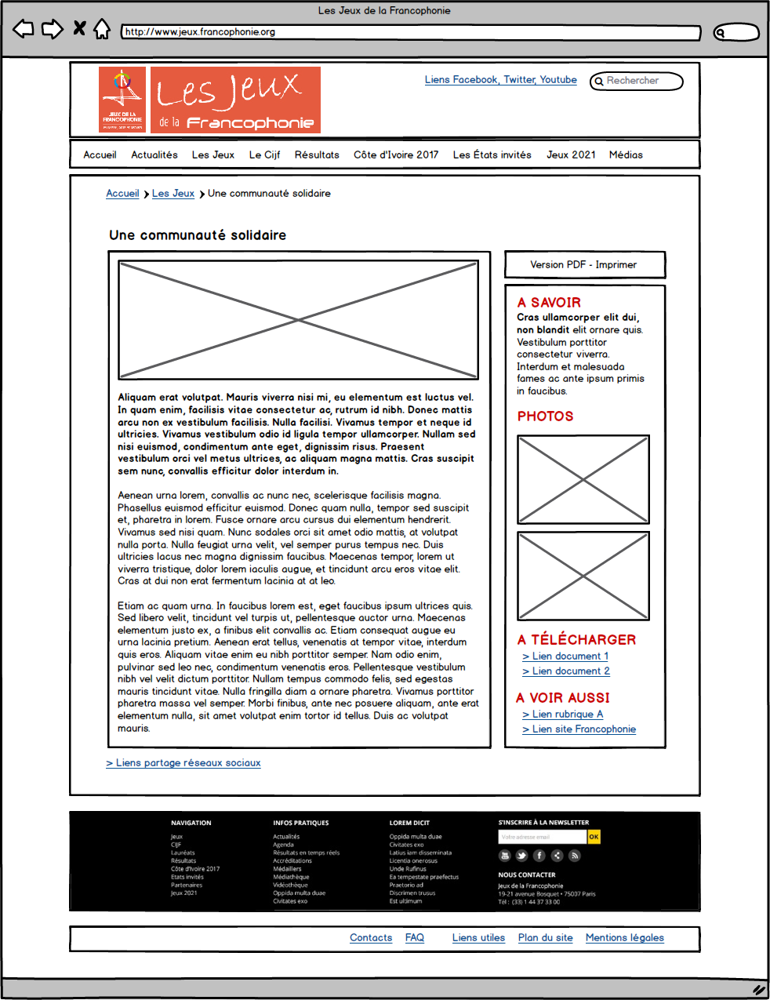 Les Jeux de la Francophonie
http://www.jeux.francophonie.org
JEUX DE LA
FRANCOPHONIE
Les Jeux
de la Francophonie
Liens Facebook, Twitter, Youtube
Rechercher
Accueil Actualités Les Jeux Le Cijf Résultats Côte d'Ivoire 2017 Les États invités Jeux 2021 Médias
Accueil > Les Jeux > Une communauté solidaire
Une communauté solidaire
Aliquam erat volutpat. Mauris viverra nisi mi, eu elementum est luctus vel.
In quam enim, facilisis vitae consectetur ac, rutrum id nibh. Donec mattis
arcu non ex vestibulum facilisis. Nulla facilisi. Vivamus tempor et neque id
ultricies. Vivamus vestibulum odio id ligula tempor ullamcorper. Nullam sed
nisi euismod, condimentum ante eget, dignissim risus. Praesent
vestibulum orci vel metus ultrices, ac aliquam magna mattis. Cras suscipit
sem nunc, convallis efficitur dolor interdum in.
Aenean urna lorem, convallis ac nunc nec, scelerisque facilisis magna.
Phasellus euismod efficitur euismod. Donec quam nulla, tempor sed suscipit
et, pharetra in lorem. Fusce ornare arcu cursus dui elementum hendrerit.
Vivamus sed nisi quam. Nunc sodales orci sit amet odio mattis, at volutpat
nulla porta. Nulla feugiat urna velit, vel semper purus tempus nec. Duis
ultricies lacus nec magna dignissim faucibus. Maecenas tempor, lorem ut
viverra tristique, dolor lorem iaculis augue, et tincidunt arcu eros vitae elit.
Cras at dui non erat fermentum lacinia at at leo.
Etiam ac quam urna. In faucibus lorem est, eget faucibus ipsum ultrices quis.
Sed libero velit, tincidunt vel turpis ut, pellentesque auctor urna. Maecenas
elementum justo ex, a finibus elit convallis ac. Etiam consequat augue eu
urna lacinia pretium. Aenean erat tellus, venenatis at tempor vitae, interdum
quis eros. Aliquam vitae enim eu nibh porttitor semper. Nam odio enim,
pulvinar sed leo nec, condimentum venenatis eros. Pellentesque vestibulum
nibh vel velit dictum porttitor. Nullam tempus commodo felis, sed egestas
mauris tincidunt vitae. Nulla fringilla diam a ornare pharetra. Vivamus porttitor
pharetra massa vel semper. Morbi finibus, ante nec posuere aliquam, ante erat
elementum nulla, sit amet volutpat enim tortor id tellus. Duis ac volutpat
mauris.
> Liens partage réseaux sociaux
Version PDF - Imprimer
A SAVOIR
Cras ullamcorper elit dui,
non blandit elit ornare quis.
Vestibulum porttitor
consectetur viverra.
Interdum et malesuada
fames ac ante ipsum primis
in faucibus.
PHOTOS
A TÉLÉCHARGER
> Lien document 1
> Lien document 2
A VOIR AUSSI
> Lien rubrique A
> Lien site Francophonie
NAVIGATION
Jeux
CIJF
Lauréats
Résultats
Côte d'Ivoire 2017
Etats invités
Partenaires
Jeux 2021
INFOS PRATIQUES
Actualités
Agenda
Résultats en temps réels
Accréditations
Médaillers
Médiathèque
Vidéothèque
Oppida multa duae
Civitates exo
LOREM DICIT
Oppida multa duae
Civitates exo
Latius iam disseminata
Licentia onerosus
Unde Rufinus
Ea tempestate praefectus
Praetorio ad
Discrimen trusus
Est ultimum
S'INSCRIRE À LA NEWSLETTER
Votre adresse email OK
NOUS CONTACTER
Jeux de la Francophonie
19-21 avenue Bosquet • 75007 Paris
Tél : (33) 1 44 37 33 00
Contacts FAQ Liens utiles Plan du site Mentions légales